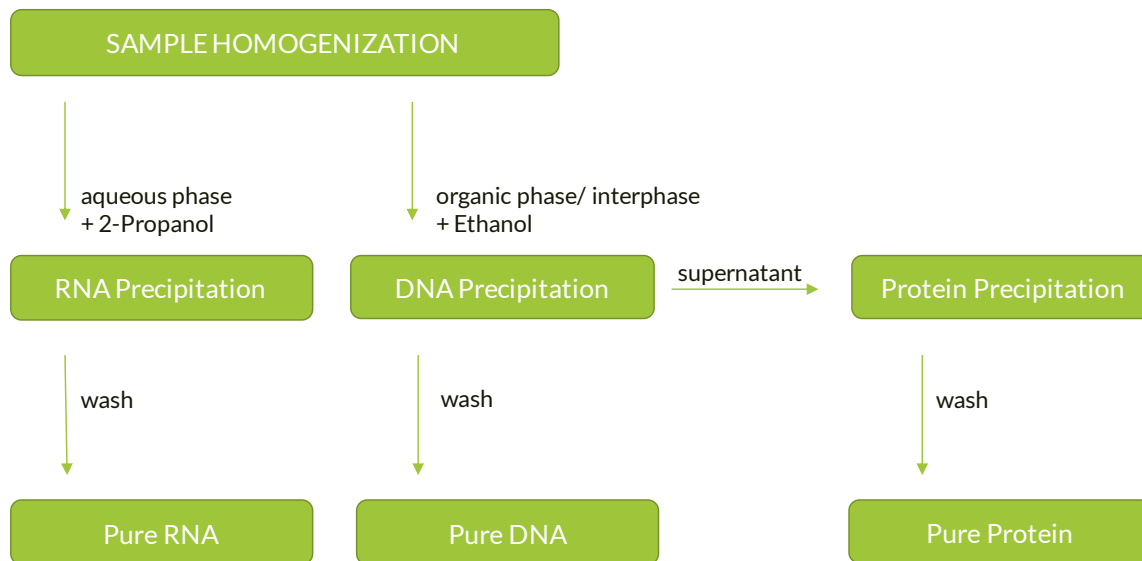 SAMPLE HOMOGENIZATION
aqueous phase
+ 2-Propanol
organic phase/ interphase
+ Ethanol
RNA Precipitation
DNA Precipitation
supernatant
Protein Precipitation
wash
wash
wash
Pure RNA
Pure DNA
Pure Protein